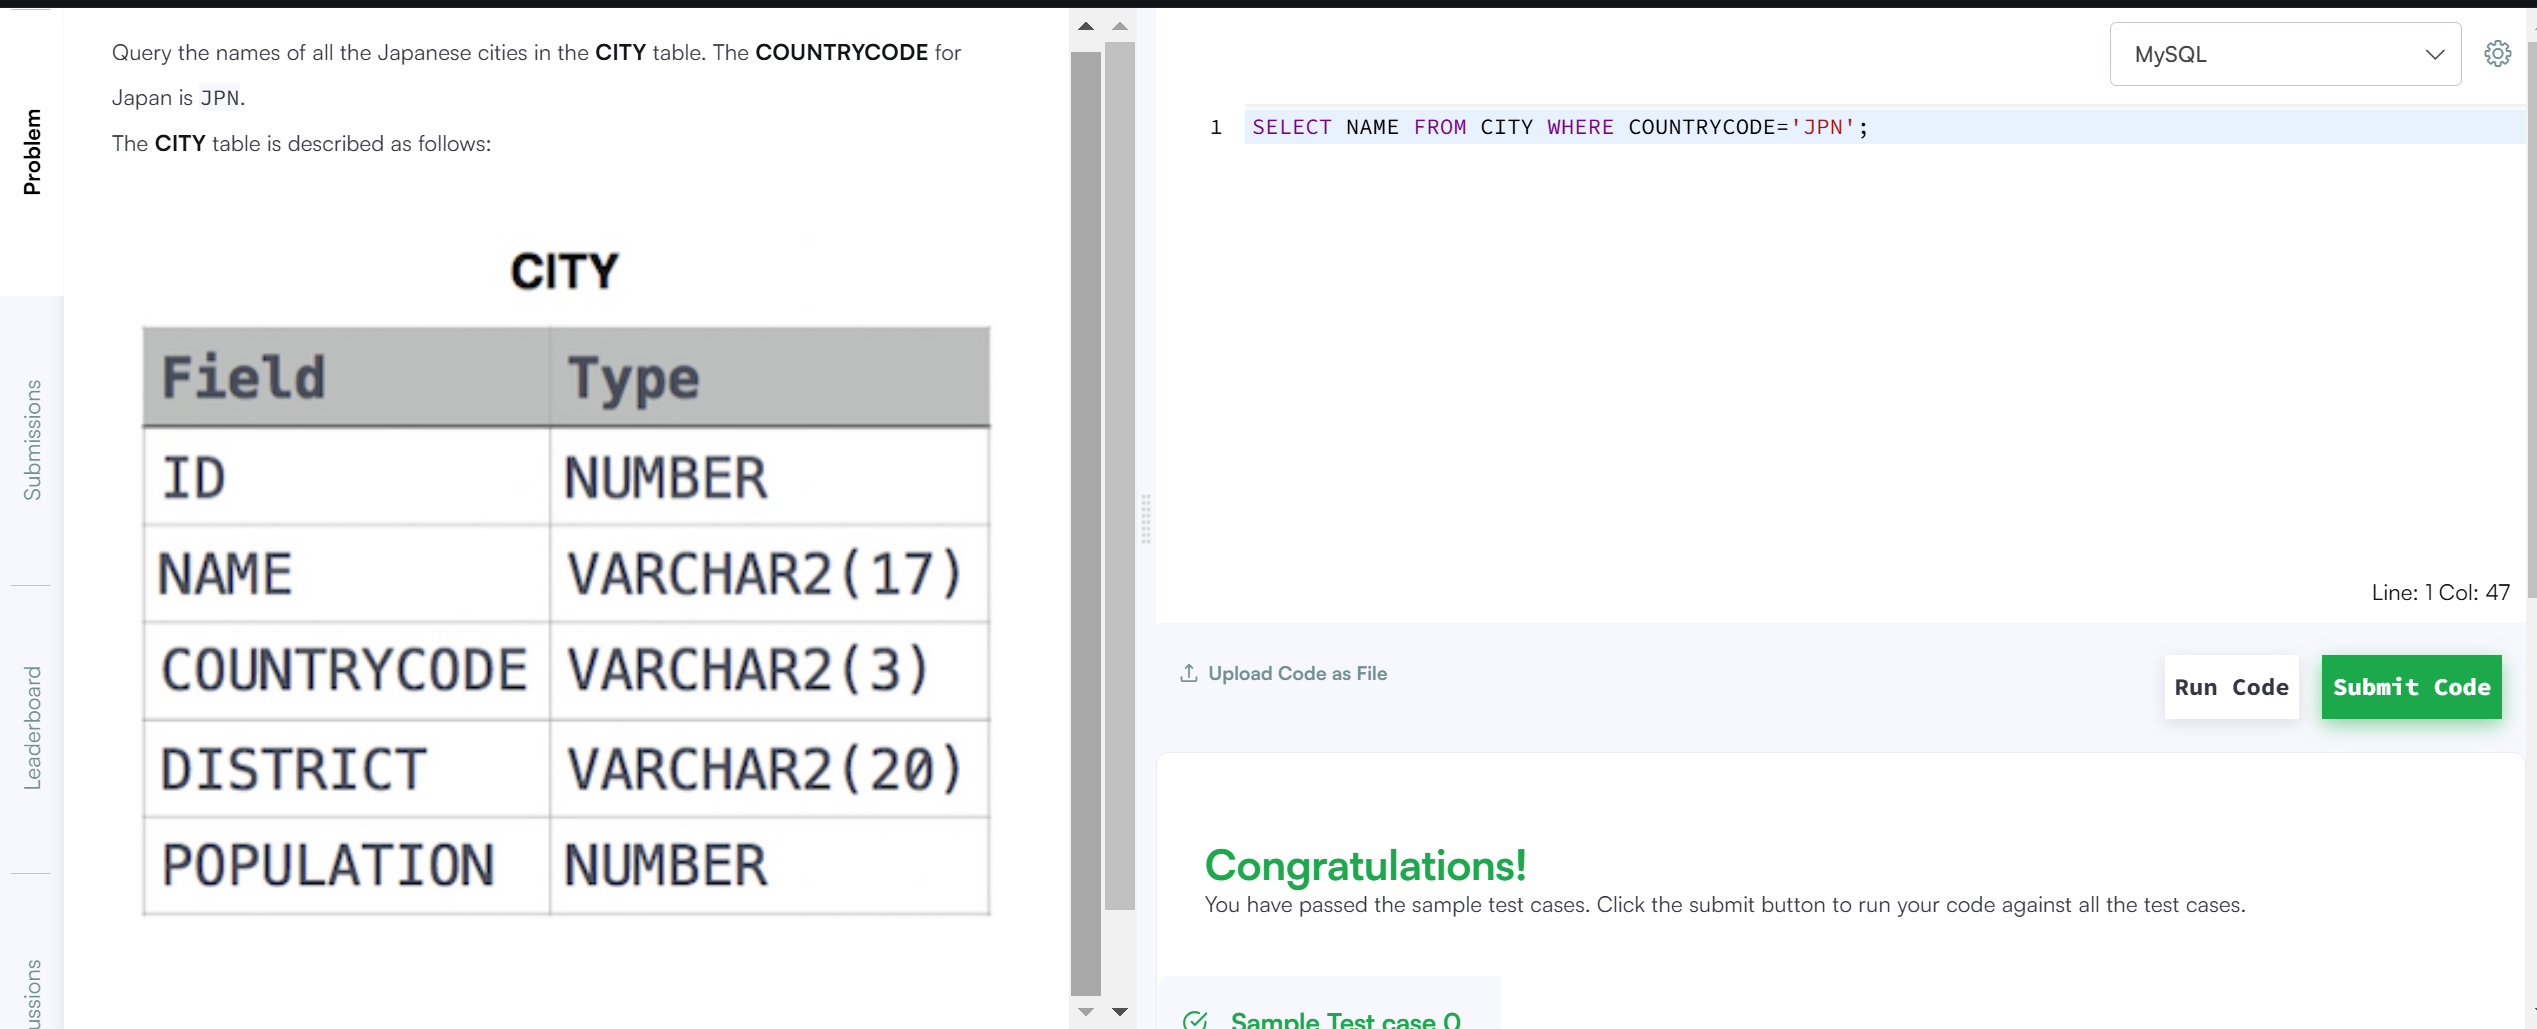 Problem
Submissions
Leaderboard
ussions
Query the names of all the Japanese cities in the CITY table. The COUNTRYCODE for
Japan is JPN.
The CITY table is described as follows:
CITY
Field Type
ID NUMBER
NAME VARCHAR2(17)
COUNTRYCODE VARCHAR2(3)
DISTRICT VARCHAR2(20)
POPULATION NUMBER
MySQL
1 SELECT NAME FROM CITY WHERE COUNTRYCODE='JPN';
Line: 1 Col: 47
Upload Code as File
Run Code
Submit Code
Congratulations!
You have passed the sample test cases. Click the submit button to run your code against all the test cases.
Sample Test case 0